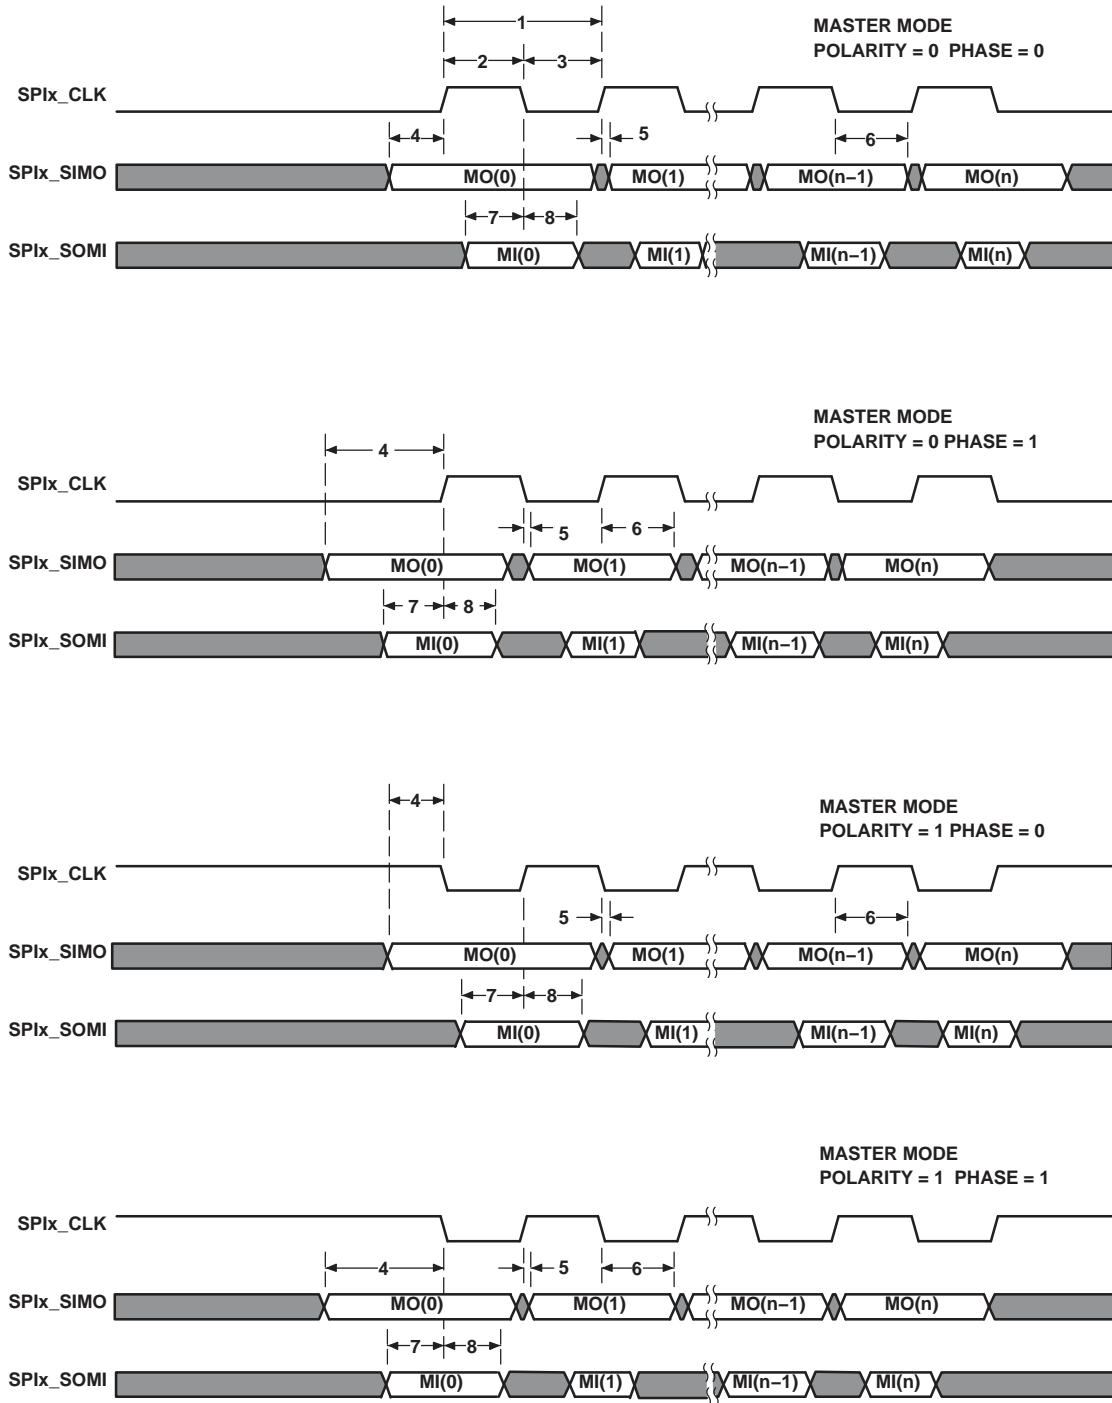 1
MASTER MODE
POLARITY = 0 PHASE = 0
2 3
SPIx_CLK
4 5 6
SPIx_SIMO MO(0) MO(1) MO(n−1) MO(n)
7 8
SPIx_SOMI MI(0) MI(1) MI(n−1) MI(n)
MASTER MODE
POLARITY = 0 PHASE = 1
4
SPIx_CLK
5 6
SPIx_SIMO MO(0) MO(1) MO(n−1) MO(n)
7 8
SPIx_SOMI MI(0) MI(1) MI(n−1) MI(n)
4
MASTER MODE
POLARITY = 1 PHASE = 0
SPIx_CLK
5 6
SPIx_SIMO MO(0) MO(1) MO(n−1) MO(n)
7 8
SPIx_SOMI MI(0) MI(1) MI(n−1) MI(n)
MASTER MODE
POLARITY = 1 PHASE = 1
SPIx_CLK
4 5 6
SPIx_SIMO MO(0) MO(1) MO(n−1) MO(n)
7 8
SPIx_SOMI MI(0) MI(1) MI(n−1) MI(n)